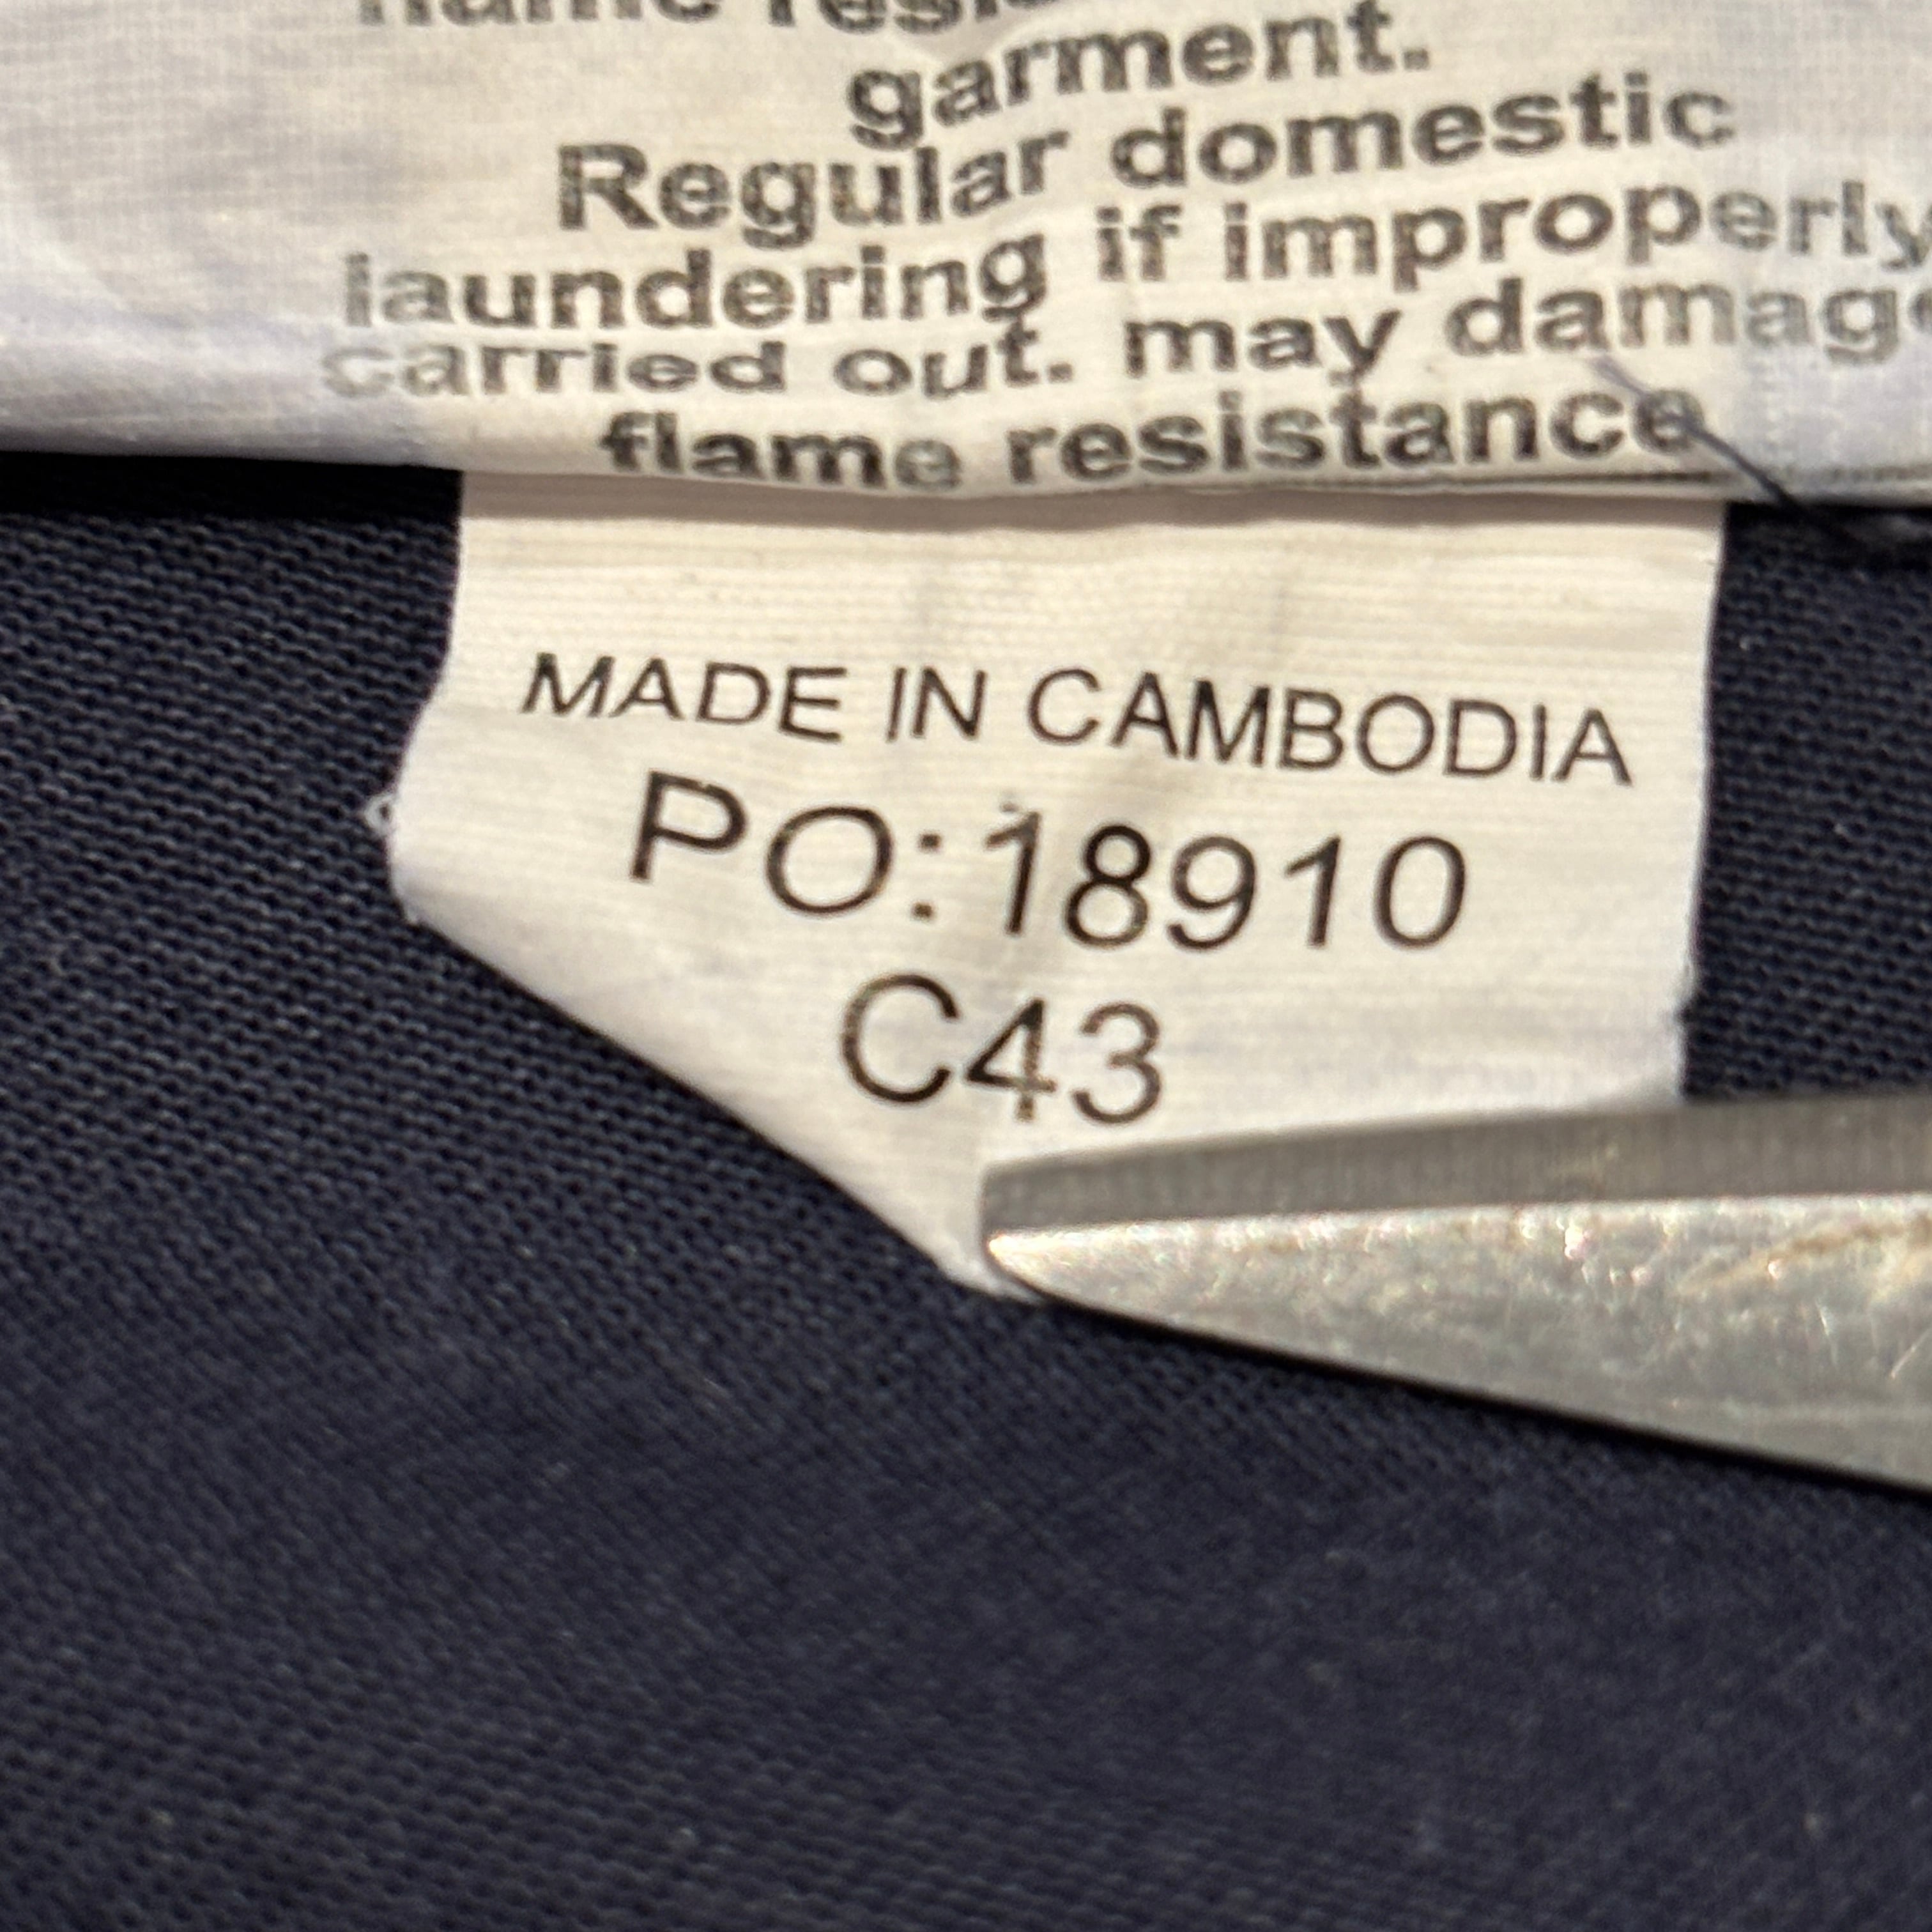 garment.
Regular domestic
laundering if improperly
carried out. may damage
flame resistance
MADE IN CAMBODIA
PO:18910
C43